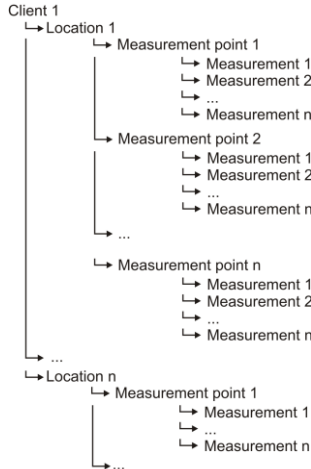 Client 1
Location 1
Measurement point 1
Measurement 1
Measurement 2
...
Measurement n
Measurement point 2
Measurement 1
Measurement 2
...
Measurement n
...
Measurement point n
Measurement 1
Measurement 2
...
Measurement n
...
Location n
Measurement point 1
Measurement 1
...
Measurement n
...